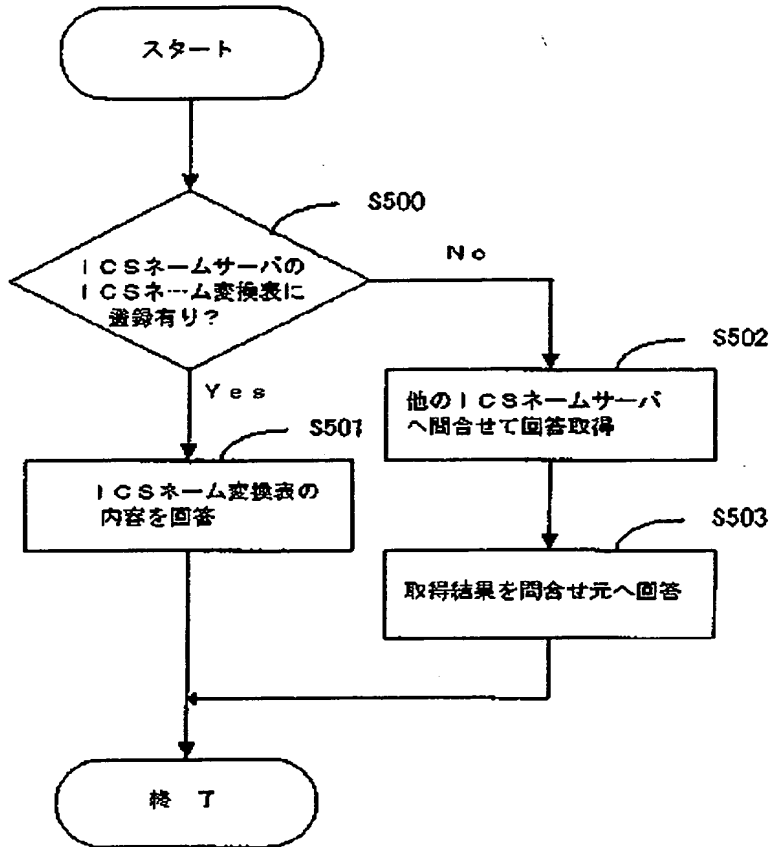 スタート
S500
ICSネームサーバの
ICSネーム変換表に
登録有り?
No
Yes
S502
他のICSネームサーバ
へ問合せて回答取得
S501
ICSネーム変換表の
内容を回答
S503
取得結果を問合せ元へ回答
終 了